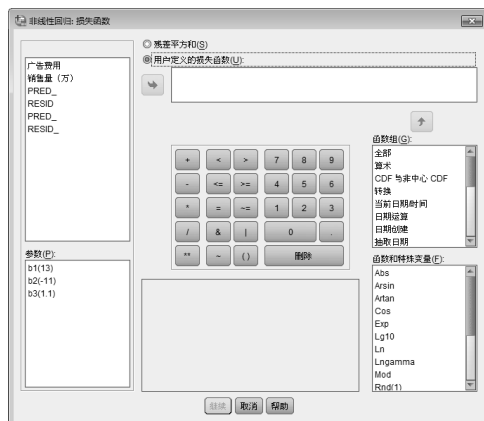 非线性回归: 损失函数
残差平方和(S)
用户定义的损失函数(U):
广告费用
销售量（万）
PRED_
RESID
PRED_
RESID_
参数(P):
b1(13)
b2(-11)
b3(1.1)
+ < > 7 8 9
- <= >= 4 5 6
* = ~= 1 2 3
/ & | 0 .
** ~ ( ) 删除
函数组(G):
全部
算术
CDF 与非中心 CDF
转换
当前日期/时间
日期运算
日期创建
抽取日期
函数和特殊变量(F):
Abs
Arsin
Artan
Cos
Exp
Lg10
Ln
Lngamma
Mod
Rnd(1)
继续 取消 帮助